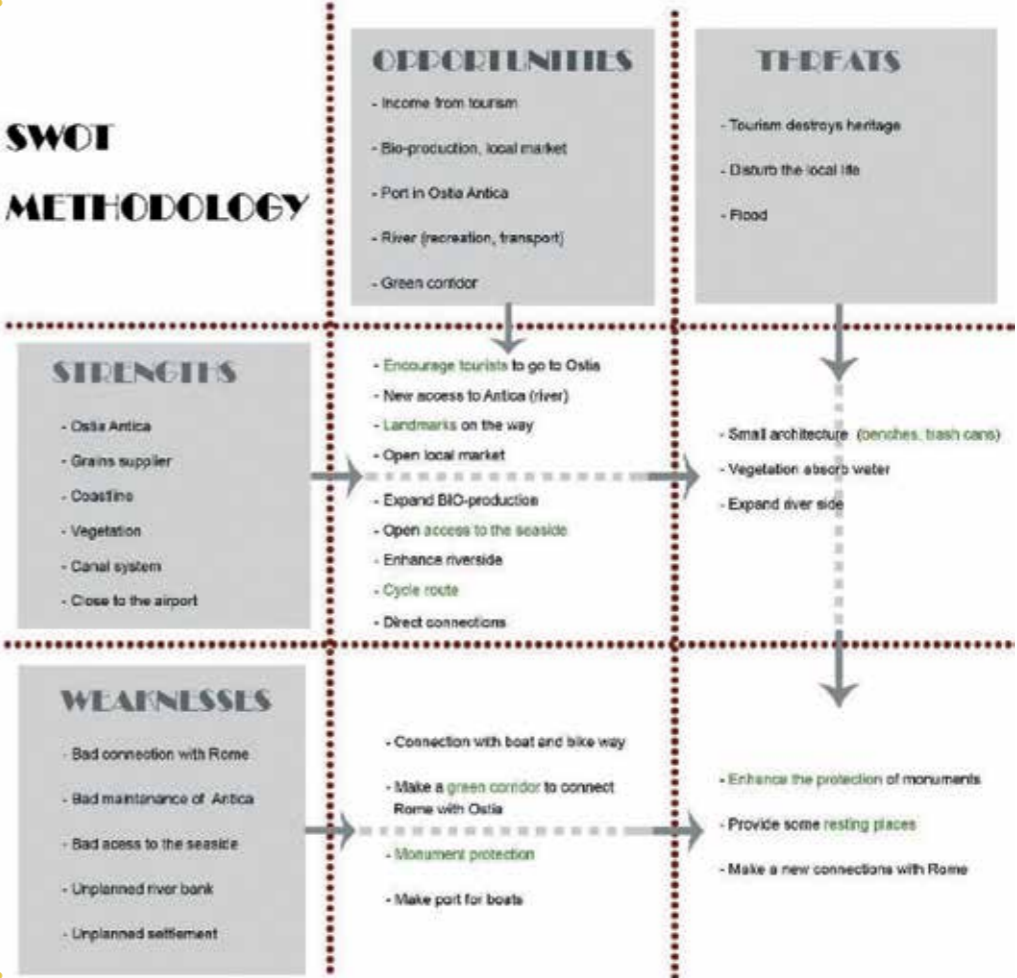 SWOT
METHODOLOGY
OPPORTUNITIES
- Income from tourism
- Bio-production, local market
- Port in Ostia Antica
- River (recreation, transport)
- Green corridor
THREATS
- Tourism destroys heritage
- Disturb the local life
- Flood
STRENGTHS
- Ostia Antica
- Grains supplier
- Coastline
- Vegetation
- Canal system
- Close to the airport
- Encourage tourists to go to Ostia
- New access to Antica (river)
- Landmarks on the way
- Open local market
- Expand BIO-production
- Open access to the seaside
- Enhance riverside
- Cycle route
- Direct connections
- Small architecture (benches, trash cans)
- Vegetation absorb water
- Expand river side
WEAKNESSES
- Bad connection with Rome
- Bad maintenance of Antica
- Bad acess to the seaside
- Unplanned river bank
- Unplanned settlement
- Connection with boat and bike way
- Make a green corridor to connect
Rome with Ostia
- Monument protection
- Make port for boats
- Enhance the protection of monuments
- Provide some resting places
- Make a new connections with Rome